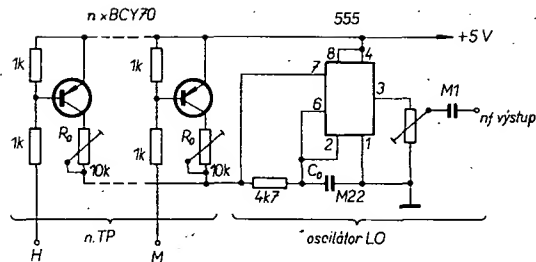 n×BCY70
555
+5V
1k
1k
8
4
7
3
M1
6
nf výstup
1k
R₀
1k
R₀
2
1
10k
10k
C₀
4k7
M22
n.TP
oscilátor LO
H
M